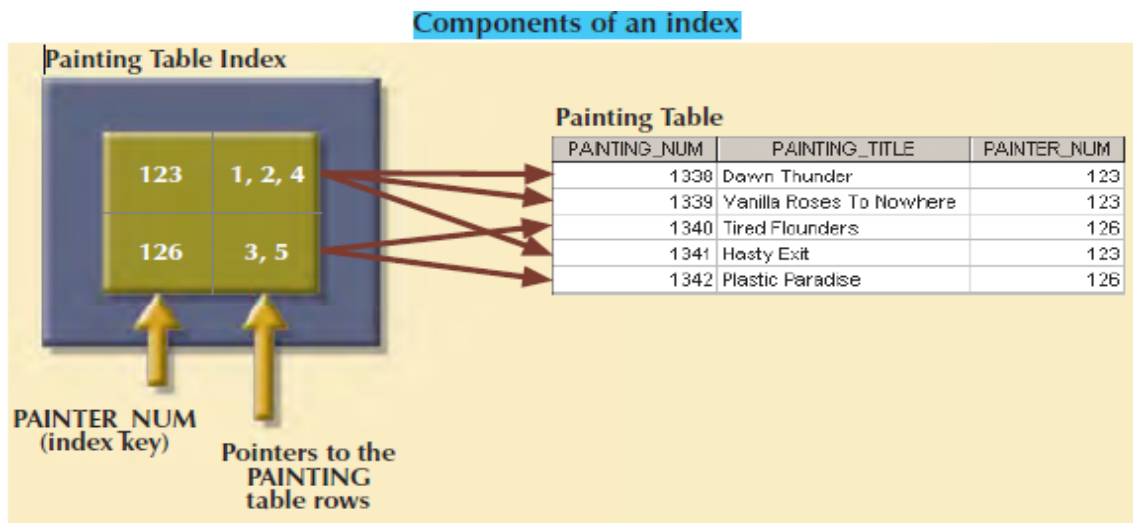 Components of an index
Painting Table Index
123 1, 2, 4
126 3, 5
PAINTER_NUM
(index key)
Pointers to the
PAINTING
table rows
Painting Table
PAINTING_NUM PAINTING_TITLE PAINTER_NUM
1338 Dawn Thunder 123
1339 Vanilla Roses To Nowhere 123
1340 Tired Flounders 126
1341 Hasty Exit 123
1342 Plastic Paradise 126